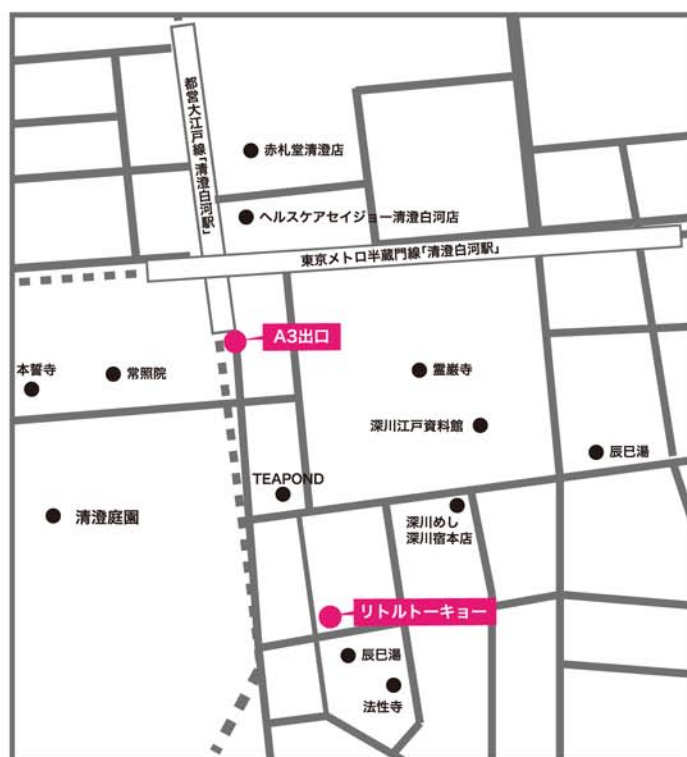 都営大江戸線「清澄白河駅」
赤札堂清澄店
ヘルスケアセイジョー清澄白河店
東京メトロ半蔵門線「清澄白河駅」
A3出口
本誓寺
常照院
霊巌寺
深川江戸資料館
辰巳湯
TEAPOND
清澄庭園
深川めし
深川宿本店
リトルトーキョー
辰巳湯
法性寺